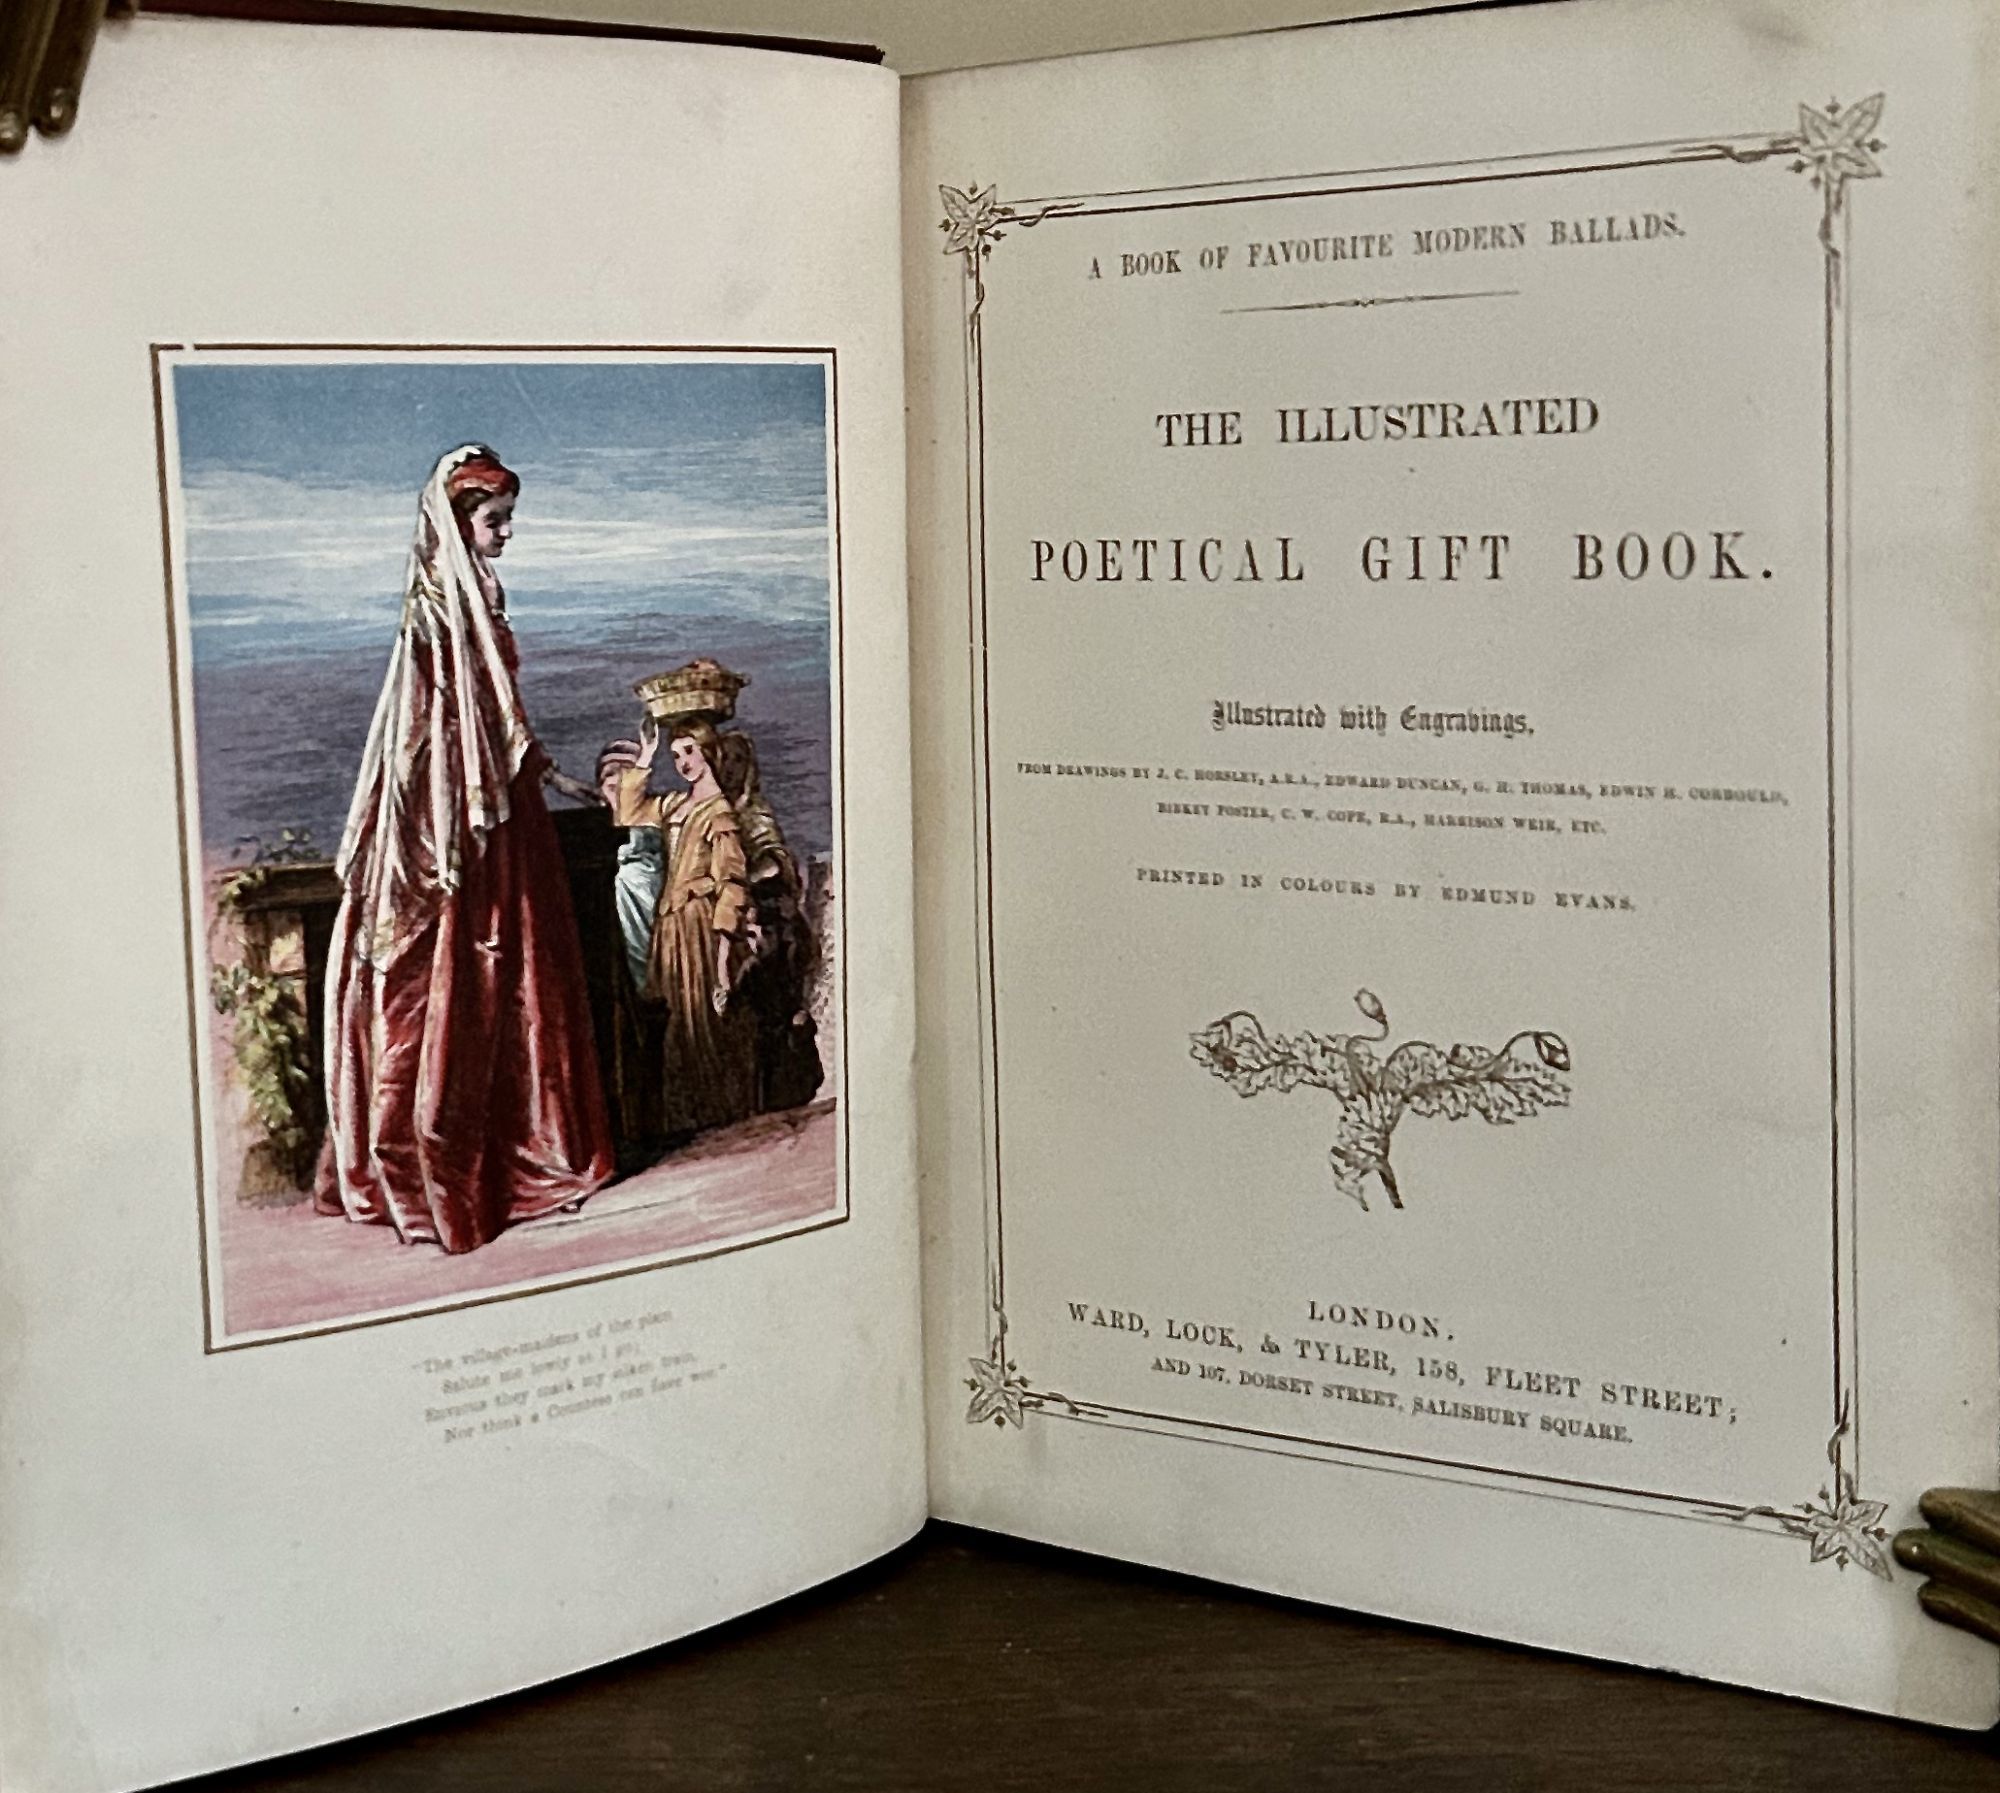 "The village-maidens of the plain
Salute me lowly as I go;
Envious they mark my silken train,
Nor think a Countess can have woe."
A BOOK OF FAVOURITE MODERN BALLADS.
THE ILLUSTRATED
POETICAL GIFT BOOK.
Illustrated with Engravings,
FROM DRAWINGS BY J. C. HORSLEY, A.R.A., EDWARD DUNCAN, G. H. THOMAS, EDWIN H. CORBOULD,
BIRKET FOSTER, C. W. COPE, R.A., HARRISON WEIR, ETC.
PRINTED IN COLOURS BY EDMUND EVANS.
LONDON.
WARD, LOCK, & TYLER, 158, FLEET STREET;
AND 107, DORSET STREET, SALISBURY SQUARE.